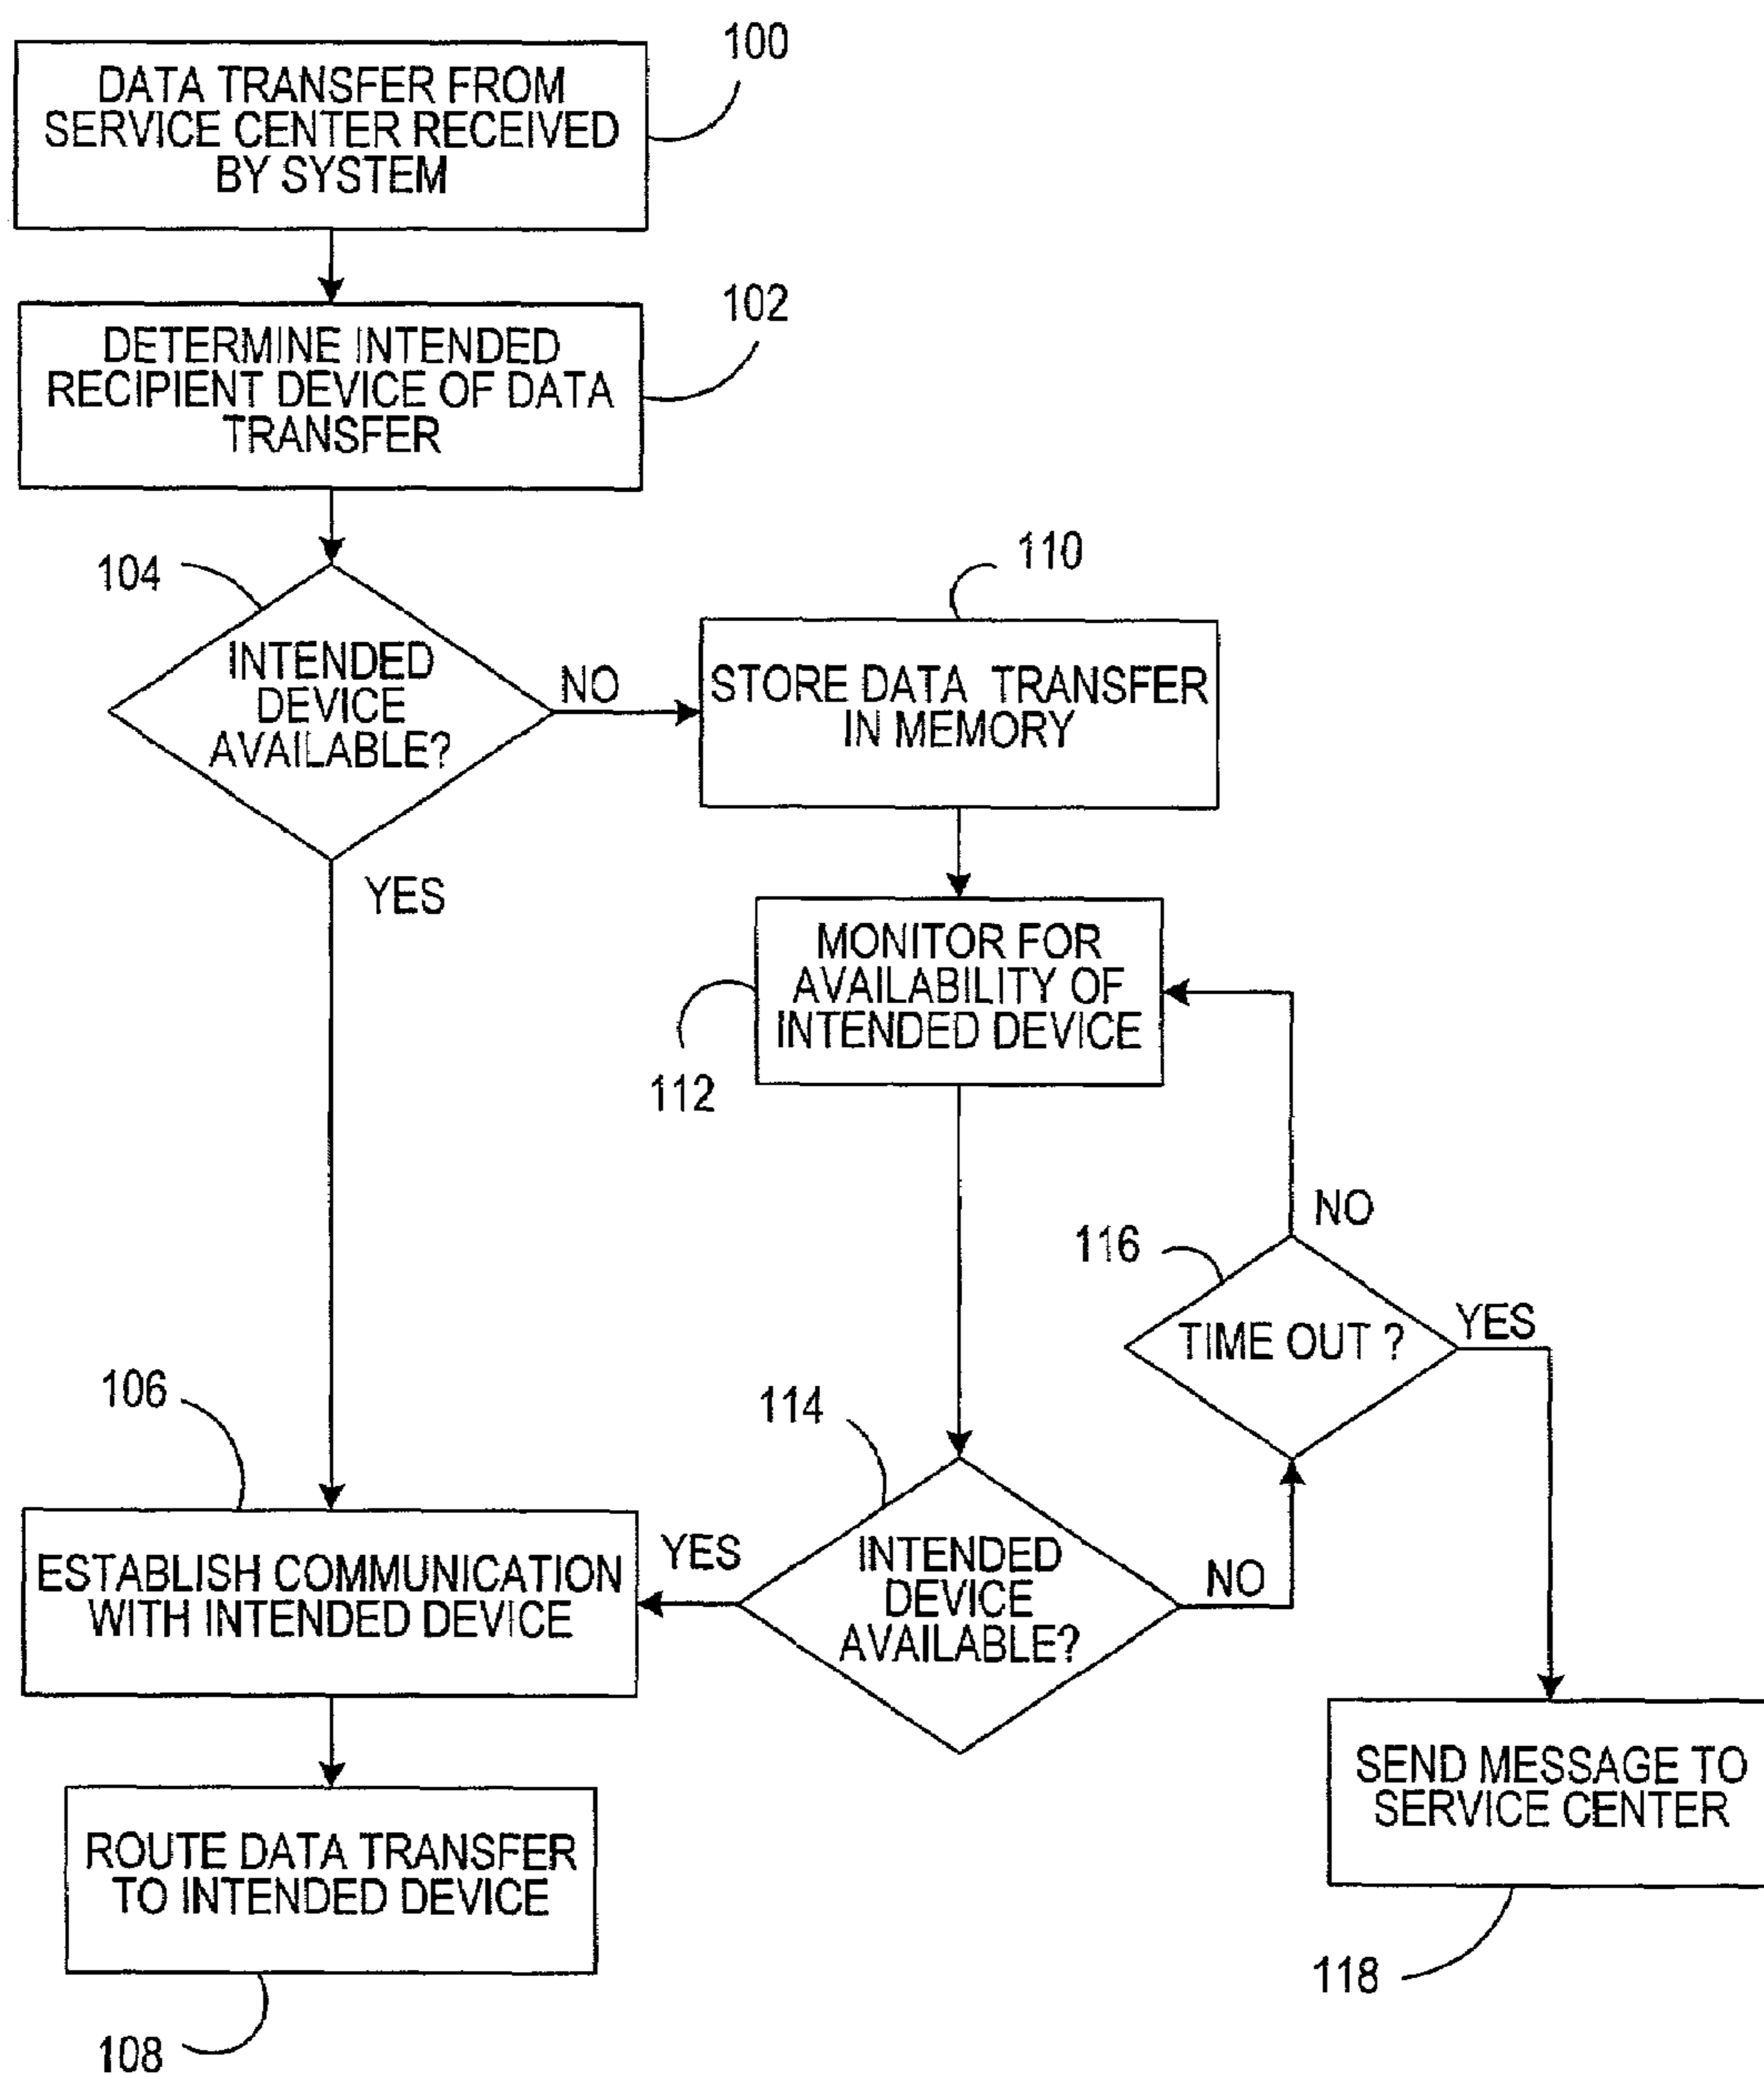 100
DATA TRANSFER FROM
SERVICE CENTER RECEIVED
BY SYSTEM
102
DETERMINE INTENDED
RECIPIENT DEVICE OF DATA
TRANSFER
104
INTENDED
DEVICE
AVAILABLE?
NO
YES
110
STORE DATA TRANSFER
IN MEMORY
MONITOR FOR
AVAILABILITY OF
INTENDED DEVICE
112
NO
116
TIME OUT ?
YES
106
ESTABLISH COMMUNICATION
WITH INTENDED DEVICE
YES
114
INTENDED
DEVICE
AVAILABLE?
NO
ROUTE DATA TRANSFER
TO INTENDED DEVICE
108
SEND MESSAGE TO
SERVICE CENTER
118